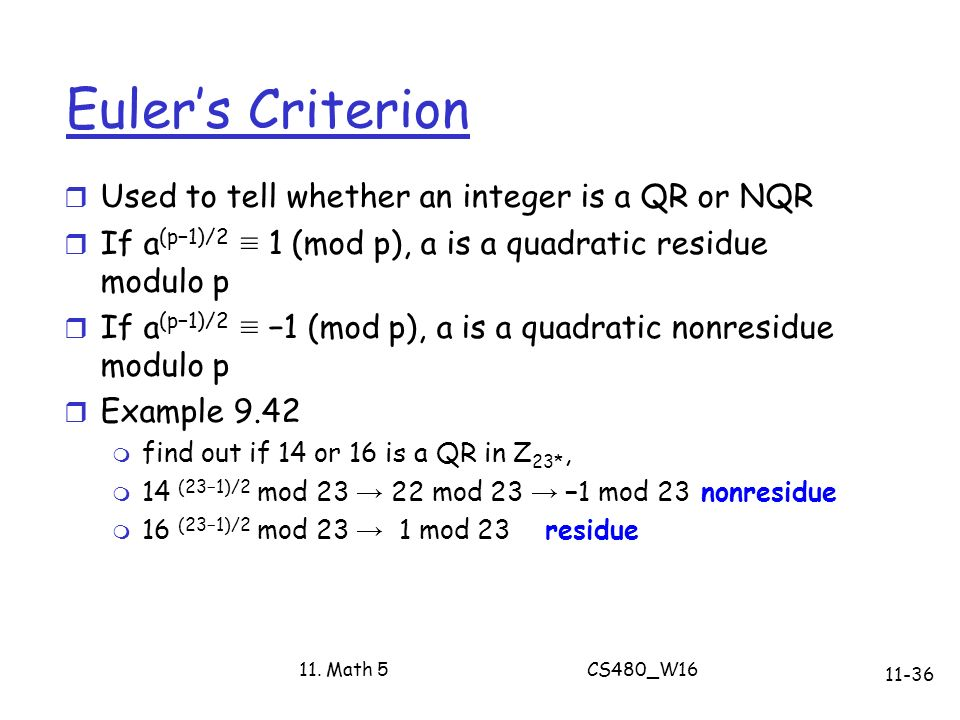 Euler’s Criterion
Used to tell whether an integer is a QR or NQR
If a^(p−1)/2 ≡ 1 (mod p), a is a quadratic residue
modulo p
If a^(p−1)/2 ≡ −1 (mod p), a is a quadratic nonresidue
modulo p
Example 9.42
find out if 14 or 16 is a QR in Z₂₃*,
14 ^(23−1)/2 mod 23 → 22 mod 23 → −1 mod 23 nonresidue
16 ^(23−1)/2 mod 23 → 1 mod 23 residue
11. Math 5 CS480_W16
11-36